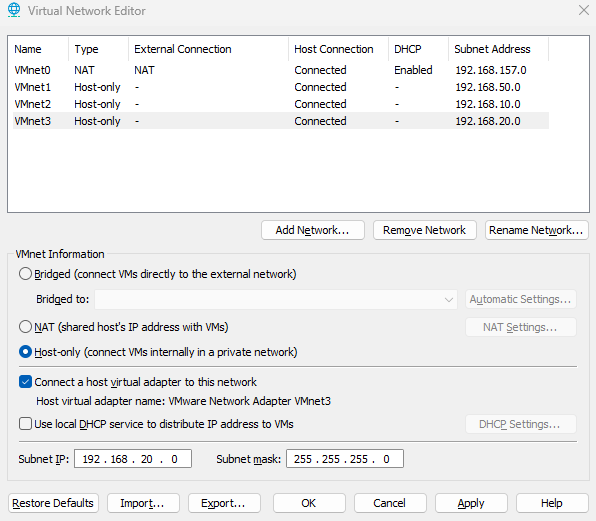 Virtual Network Editor
Name Type External Connection Host Connection DHCP Subnet Address
VMnet0 NAT NAT Connected Enabled 192.168.157.0
VMnet1 Host-only - Connected - 192.168.50.0
VMnet2 Host-only - Connected - 192.168.10.0
VMnet3 Host-only - Connected - 192.168.20.0
Add Network... Remove Network Rename Network...
VMnet Information
Bridged (connect VMs directly to the external network)
Bridged to: Automatic Settings...
NAT (shared host's IP address with VMs) NAT Settings...
Host-only (connect VMs internally in a private network)
Connect a host virtual adapter to this network
Host virtual adapter name: VMware Network Adapter VMnet3
Use local DHCP service to distribute IP address to VMs DHCP Settings...
Subnet IP: 192 . 168 . 20 . 0 Subnet mask: 255 . 255 . 255 . 0
Restore Defaults Import... Export... OK Cancel Apply Help